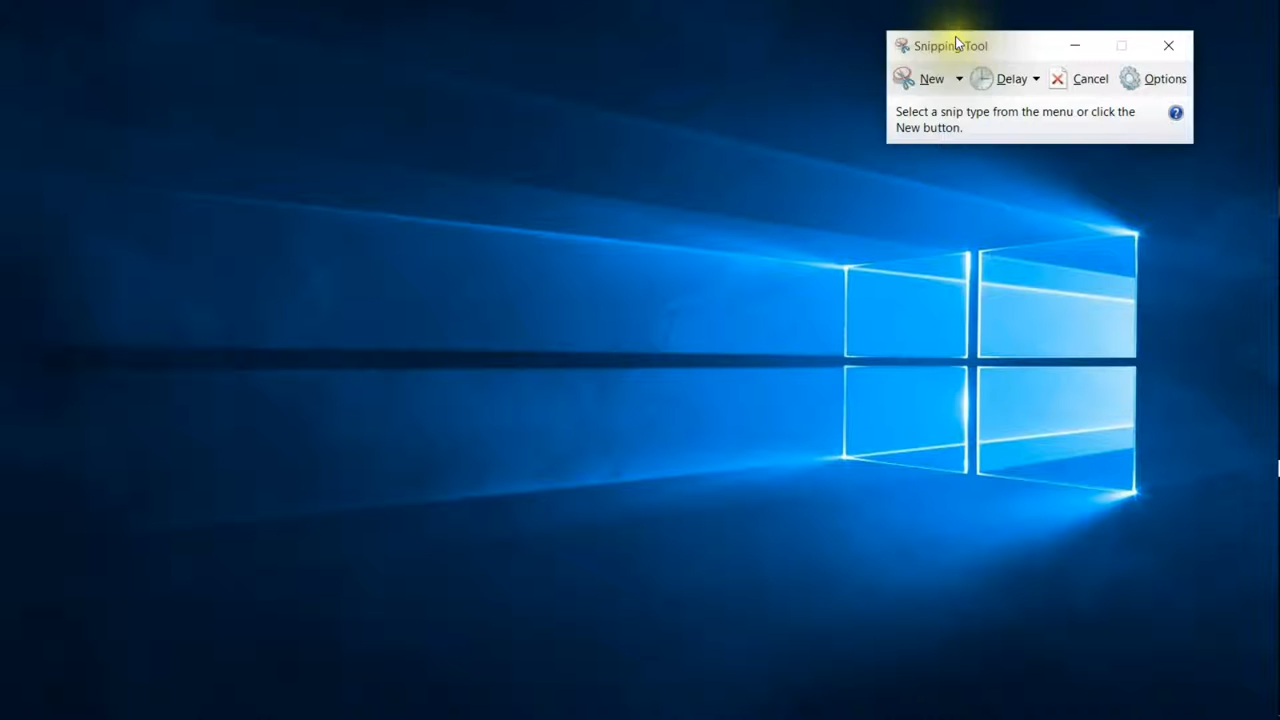 Snipping Tool
New Delay Cancel Options
Select a snip type from the menu or click the
New button.